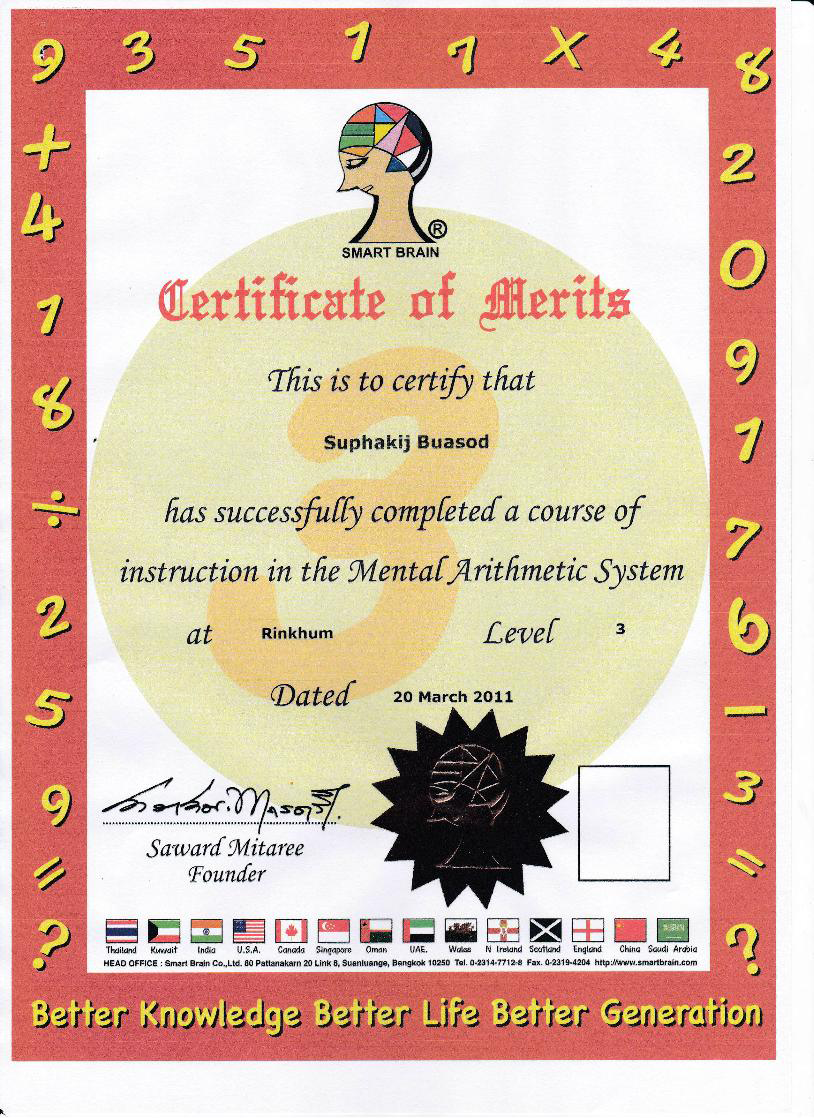 9 3 5 1 7 X 4 8
+ 2
4 0
1 9
8 1
÷ 7
2 6
5 −
9 3
= =
? ?
®
SMART BRAIN
Certificate of Merits
3
This is to certify that
Suphakij Buasod
has successfully completed a course of
instruction in the Mental Arithmetic System
at Rinkhum Level 3
Dated 20 March 2011
Saward Mitaree
Founder
Thailand Kuwait India U.S.A. Canada Singapore Oman UAE. Wales N Ireland Scotland England China Saudi Arabia
HEAD OFFICE : Smart Brain Co.,Ltd. 80 Pattanakarn 20 Link 8, Suanluange, Bengkok 10250 Tel. 0-2314-7712-8 Fax. 0-2319-4204 http://www.smartbrain.com
Better Knowledge Better Life Better Generation